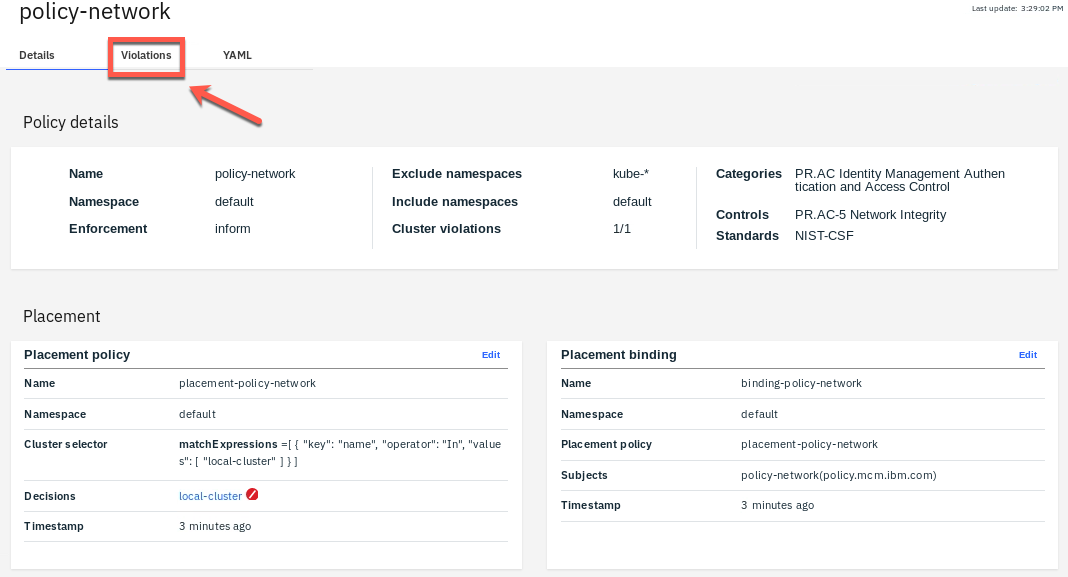 policy-network
Last update: 3:29:02 PM
Details Violations YAML
Policy details
Name policy-network
Namespace default
Enforcement inform
Exclude namespaces kube-*
Include namespaces default
Cluster violations 1/1
Categories PR.AC Identity Management Authen
tication and Access Control
Controls PR.AC-5 Network Integrity
Standards NIST-CSF
Placement
Placement policy Edit
Name placement-policy-network
Namespace default
Cluster selector matchExpressions =[ { "key": "name", "operator": "In", "value
s": [ "local-cluster" ] } ]
Decisions local-cluster
Timestamp 3 minutes ago
Placement binding Edit
Name binding-policy-network
Namespace default
Placement policy placement-policy-network
Subjects policy-network(policy.mcm.ibm.com)
Timestamp 3 minutes ago